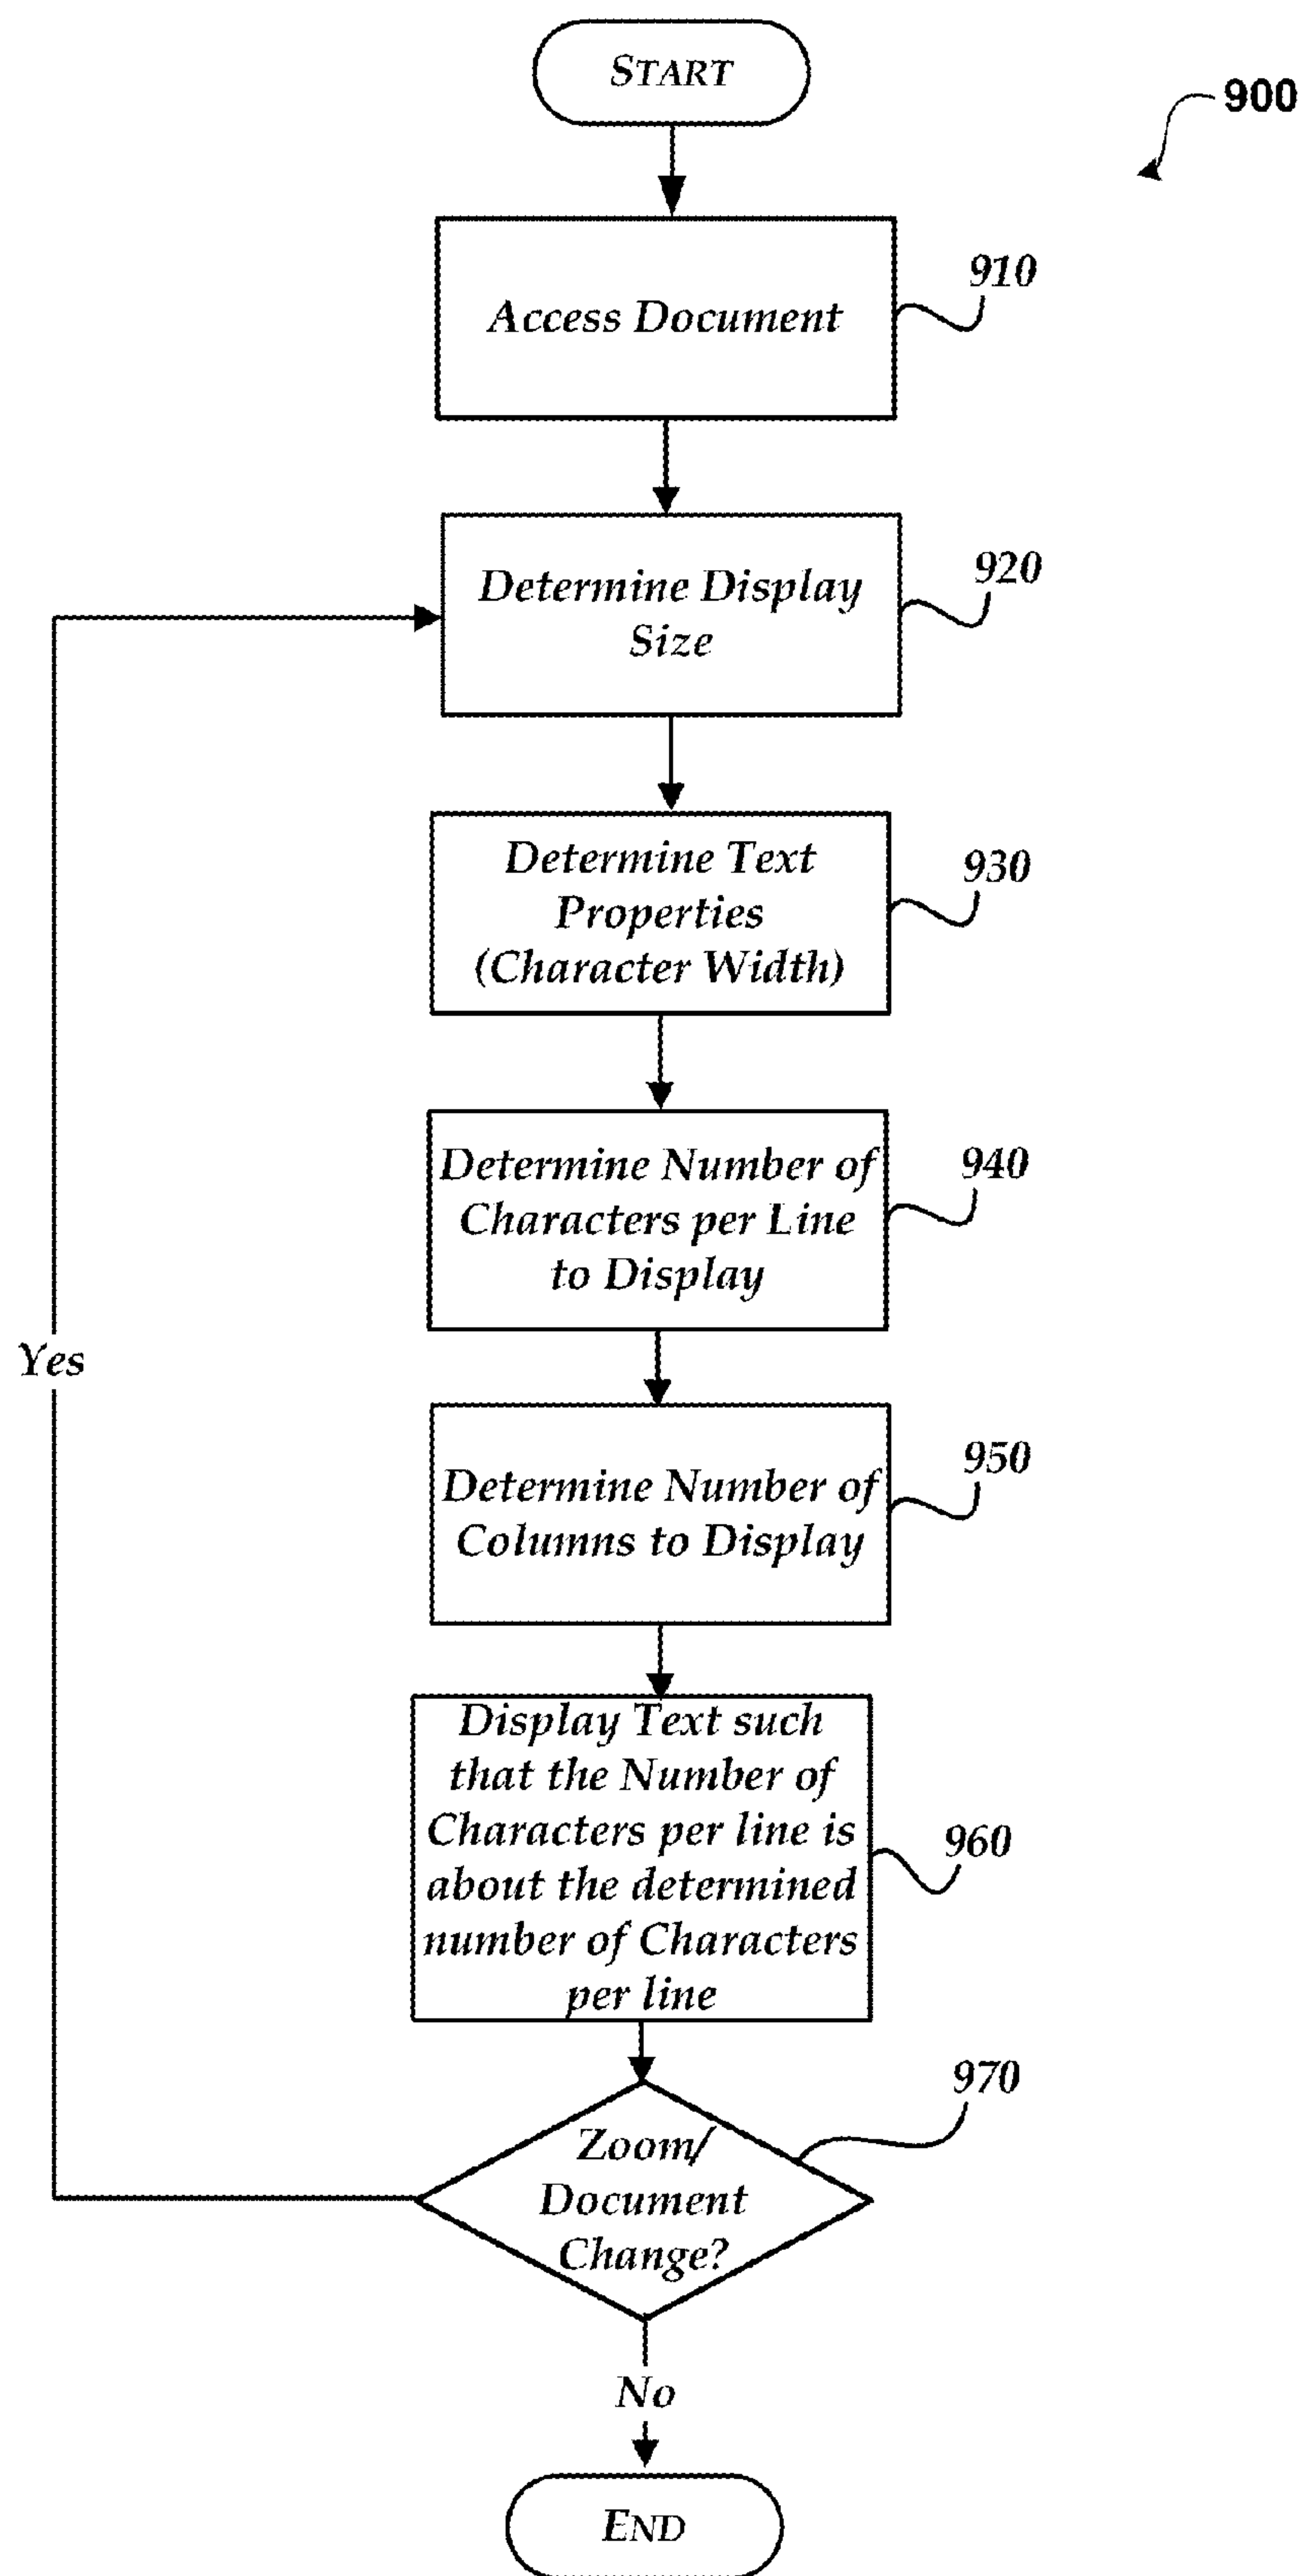 START
900
Access Document
910
Determine Display
Size
920
Determine Text
Properties
(Character Width)
930
Determine Number of
Characters per Line
to Display
940
Determine Number of
Columns to Display
950
Display Text such
that the Number of
Characters per line is
about the determined
number of Characters
per line
960
Zoom/
Document
Change?
970
Yes
No
END